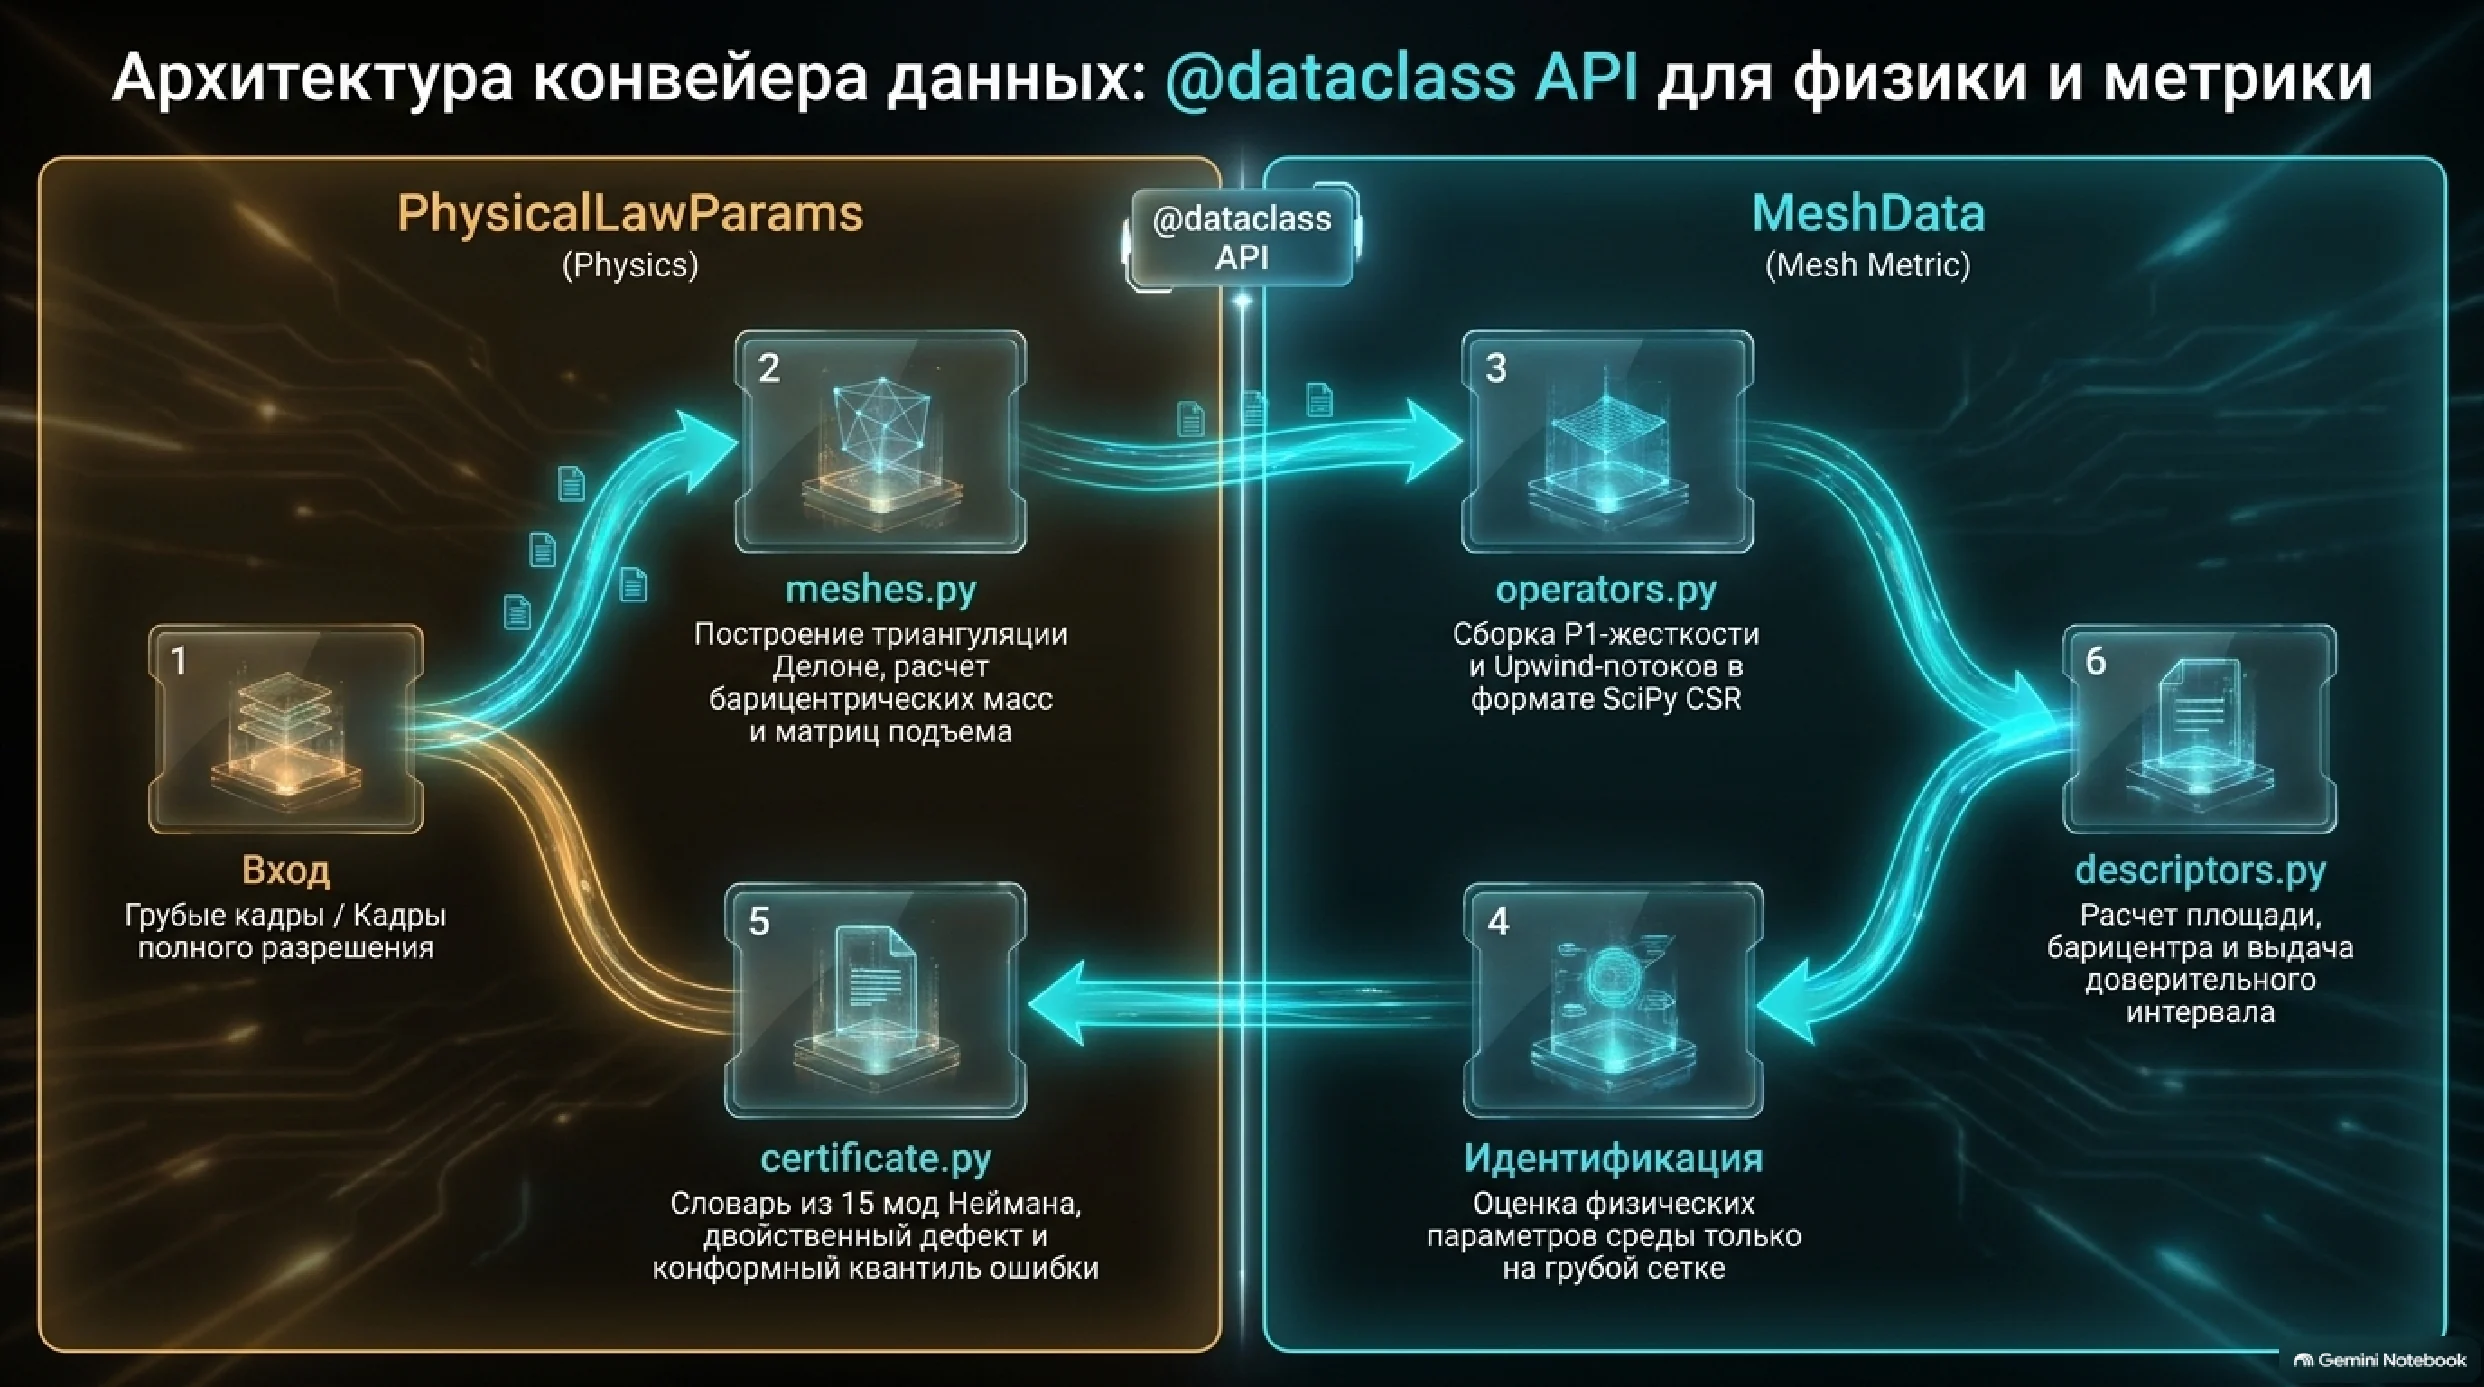 Архитектура конвейера данных: @dataclass API для физики и метрики
PhysicalLawParams
(Physics)
@dataclass
API
MeshData
(Mesh Metric)
1
Вход
Грубые кадры / Кадры
полного разрешения
2
meshes.py
Построение триангуляции
Делоне, расчет
барицентрических масс
и матриц подъема
3
operators.py
Сборка P1-жесткости
и Upwind-потоков в
формате SciPy CSR
4
Идентификация
Оценка физических
параметров среды только
на грубой сетке
5
certificate.py
Словарь из 15 мод Неймана,
двойственный дефект и
конформный квантиль ошибки
6
descriptors.py
Расчет площади,
барицентра и выдача
доверительного
интервала
Gemini Notebook